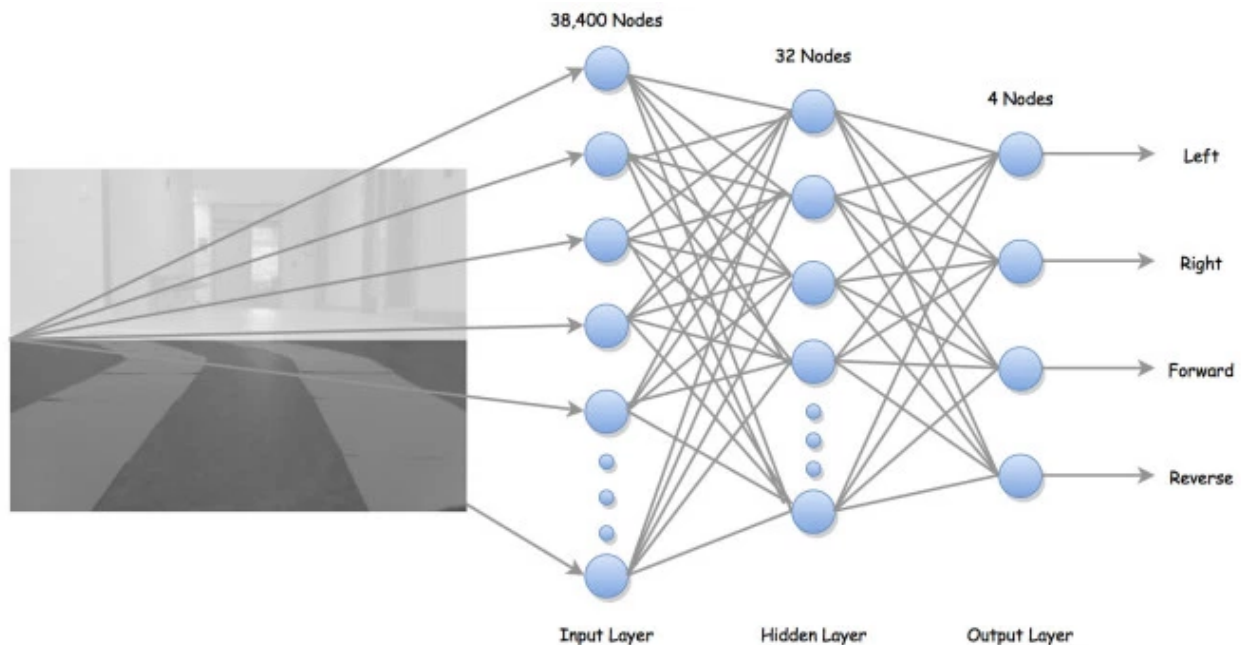 38,400 Nodes
32 Nodes
4 Nodes
Left
Right
Forward
Reverse
Input Layer
Hidden Layer
Output Layer